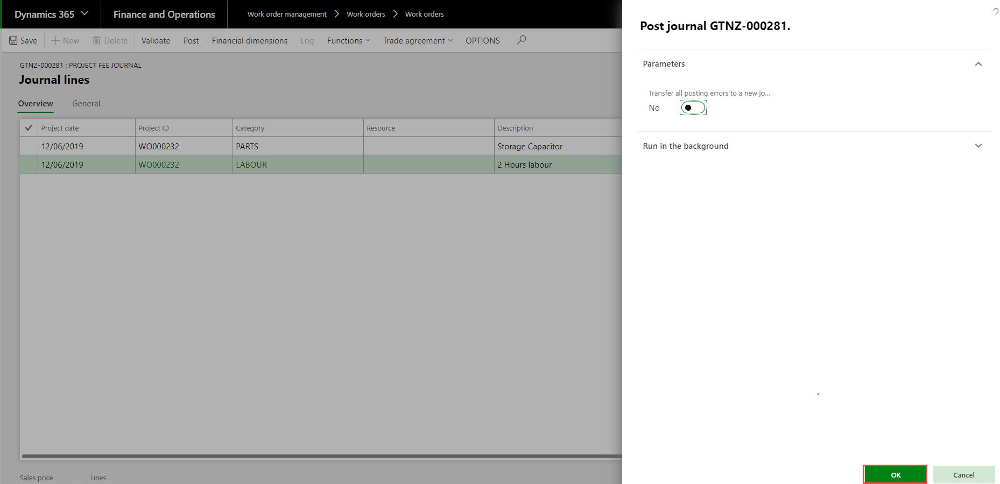 Dynamics 365 Finance and Operations Work order management Work orders Work orders
?
Post journal GTNZ-000281.
Save New Delete Validate Post Financial dimensions Log Functions Trade agreement OPTIONS
GTNZ-000281 : PROJECT FEE JOURNAL
Journal lines
Overview General
Project date Project ID Category Resource Description
12/06/2019 WO000232 PARTS Storage Capacitor
12/06/2019 WO000232 LABOUR 2 Hours labour
Sales price Lines
Parameters
Transfer all posting errors to a new jo...
No
Run in the background
OK Cancel